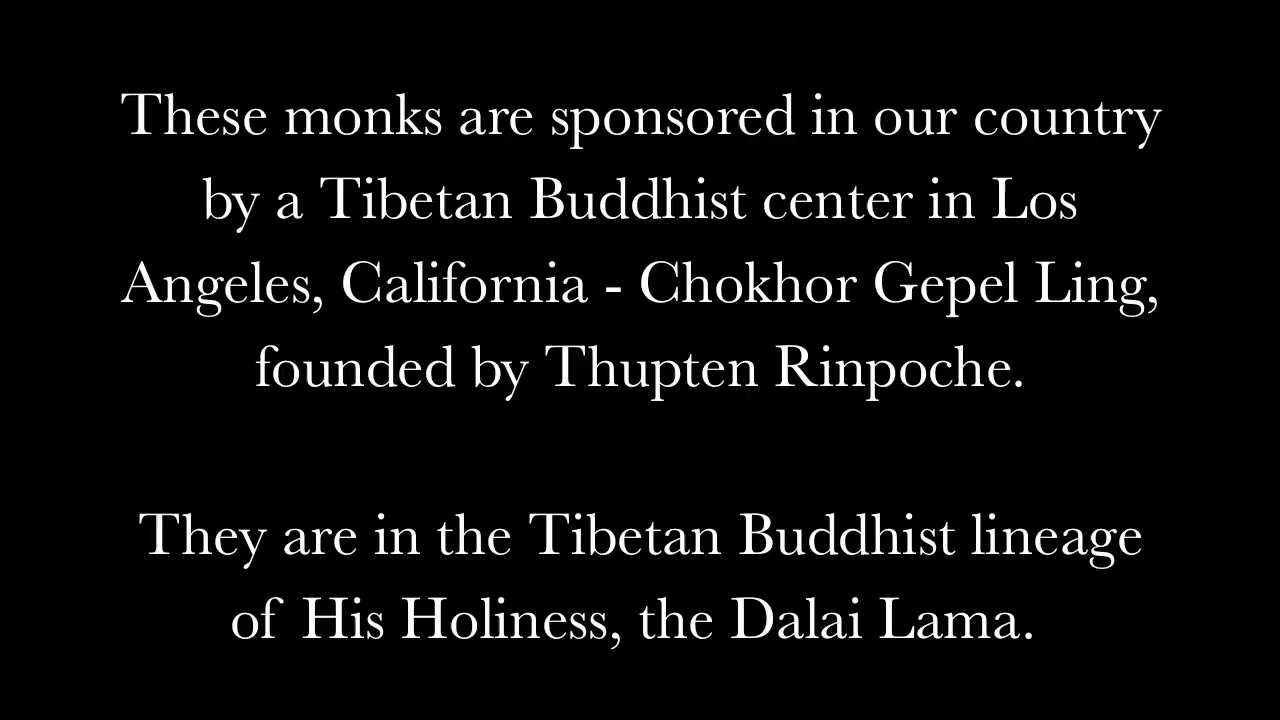 These monks are sponsored in our country
by a Tibetan Buddhist center in Los
Angeles, California - Chokhor Gepel Ling,
founded by Thupten Rinpoche.
They are in the Tibetan Buddhist lineage
of His Holiness, the Dalai Lama.